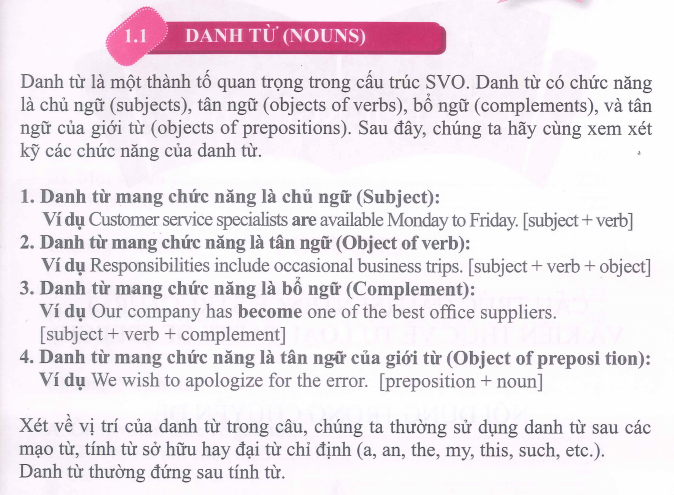 1.1 DANH TỪ (NOUNS)
Danh từ là một thành tố quan trọng trong cấu trúc SVO. Danh từ có chức năng
là chủ ngữ (subjects), tân ngữ (objects of verbs), bổ ngữ (complements), và tân
ngữ của giới từ (objects of prepositions). Sau đây, chúng ta hãy cùng xem xét
kỹ các chức năng của danh từ.
1. Danh từ mang chức năng là chủ ngữ (Subject):
Ví dụ Customer service specialists are available Monday to Friday. [subject + verb]
2. Danh từ mang chức năng là tân ngữ (Object of verb):
Ví dụ Responsibilities include occasional business trips. [subject + verb + object]
3. Danh từ mang chức năng là bổ ngữ (Complement):
Ví dụ Our company has become one of the best office suppliers.
[subject + verb + complement]
4. Danh từ mang chức năng là tân ngữ của giới từ (Object of preposi tion):
Ví dụ We wish to apologize for the error. [preposition + noun]
Xét về vị trí của danh từ trong câu, chúng ta thường sử dụng danh từ sau các
mạo từ, tính từ sở hữu hay đại từ chỉ định (a, an, the, my, this, such, etc.).
Danh từ thường đứng sau tính từ.